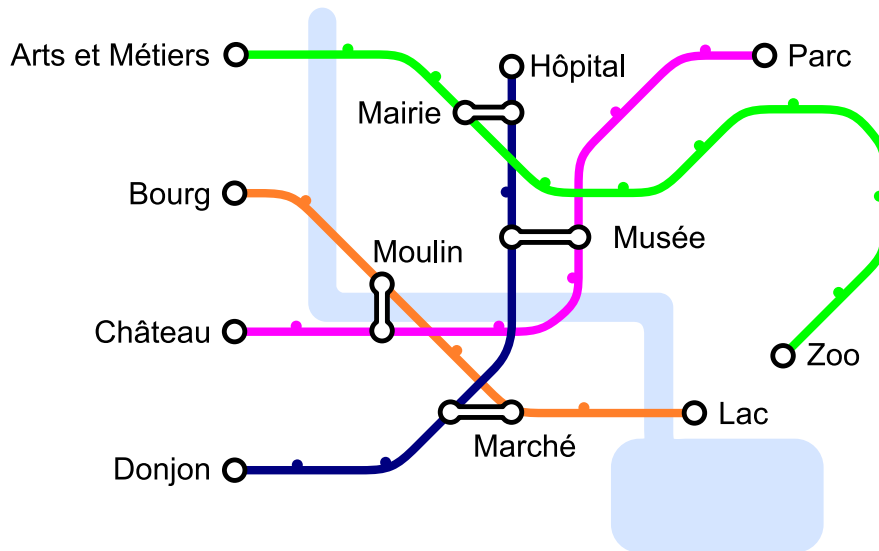 Arts et Métiers
Hôpital
Parc
Mairie
Bourg
Musée
Moulin
Château
Zoo
Lac
Marché
Donjon